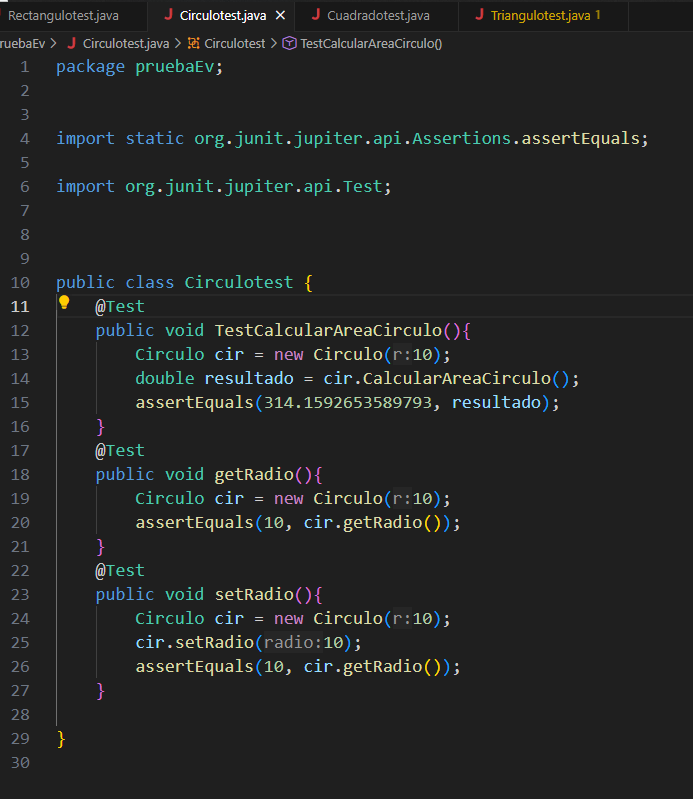 Rectangulotest.java J Circulotest.java × J Cuadradotest.java J Triangulotest.java 1
pruebaEv > J Circulotest.java > Circulotest > TestCalcularAreaCirculo()
1 package pruebaEv;
2
3
4 import static org.junit.jupiter.api.Assertions.assertEquals;
5
6 import org.junit.jupiter.api.Test;
7
8
9
10 public class Circulotest {
11 @Test
12 public void TestCalcularAreaCirculo(){
13 Circulo cir = new Circulo(r:10);
14 double resultado = cir.CalcularAreaCirculo();
15 assertEquals(314.1592653589793, resultado);
16 }
17 @Test
18 public void getRadio(){
19 Circulo cir = new Circulo(r:10);
20 assertEquals(10, cir.getRadio());
21 }
22 @Test
23 public void setRadio(){
24 Circulo cir = new Circulo(r:10);
25 cir.setRadio(radio:10);
26 assertEquals(10, cir.getRadio());
27 }
28
29 }
30